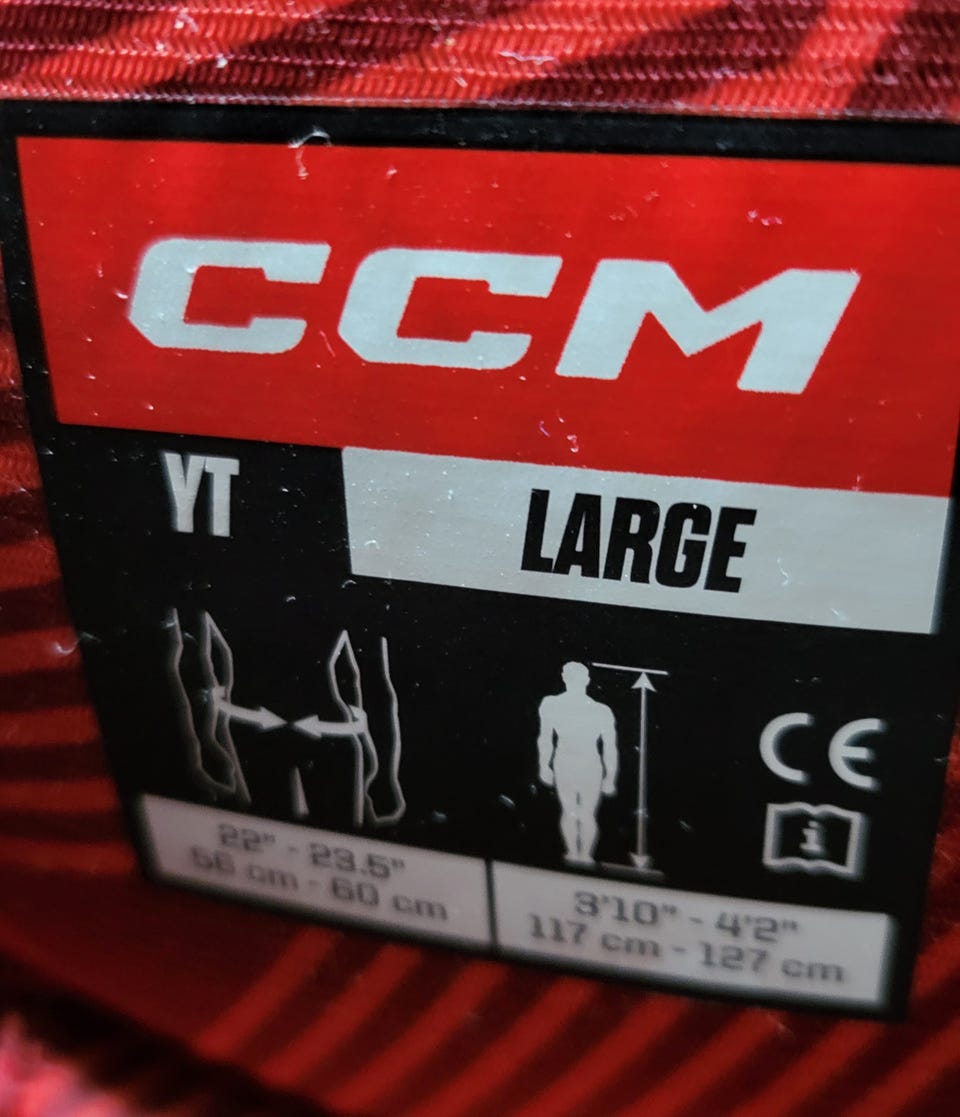 CCM
YT
LARGE
CE
i
22" - 23.5"
56 cm - 60 cm
3'10" - 4'2"
117 cm - 127 cm